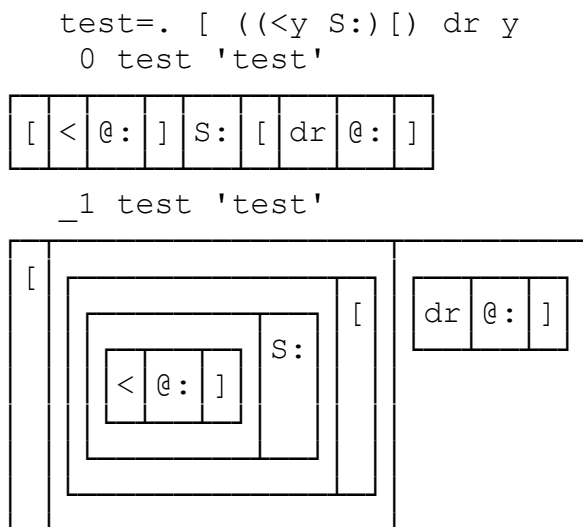 test=. [ ((<y S:)[) dr y
0 test 'test'
[ < @: ] S: [ dr @: ]
_1 test 'test'
[ [ dr @: ]
S:
< @: ]